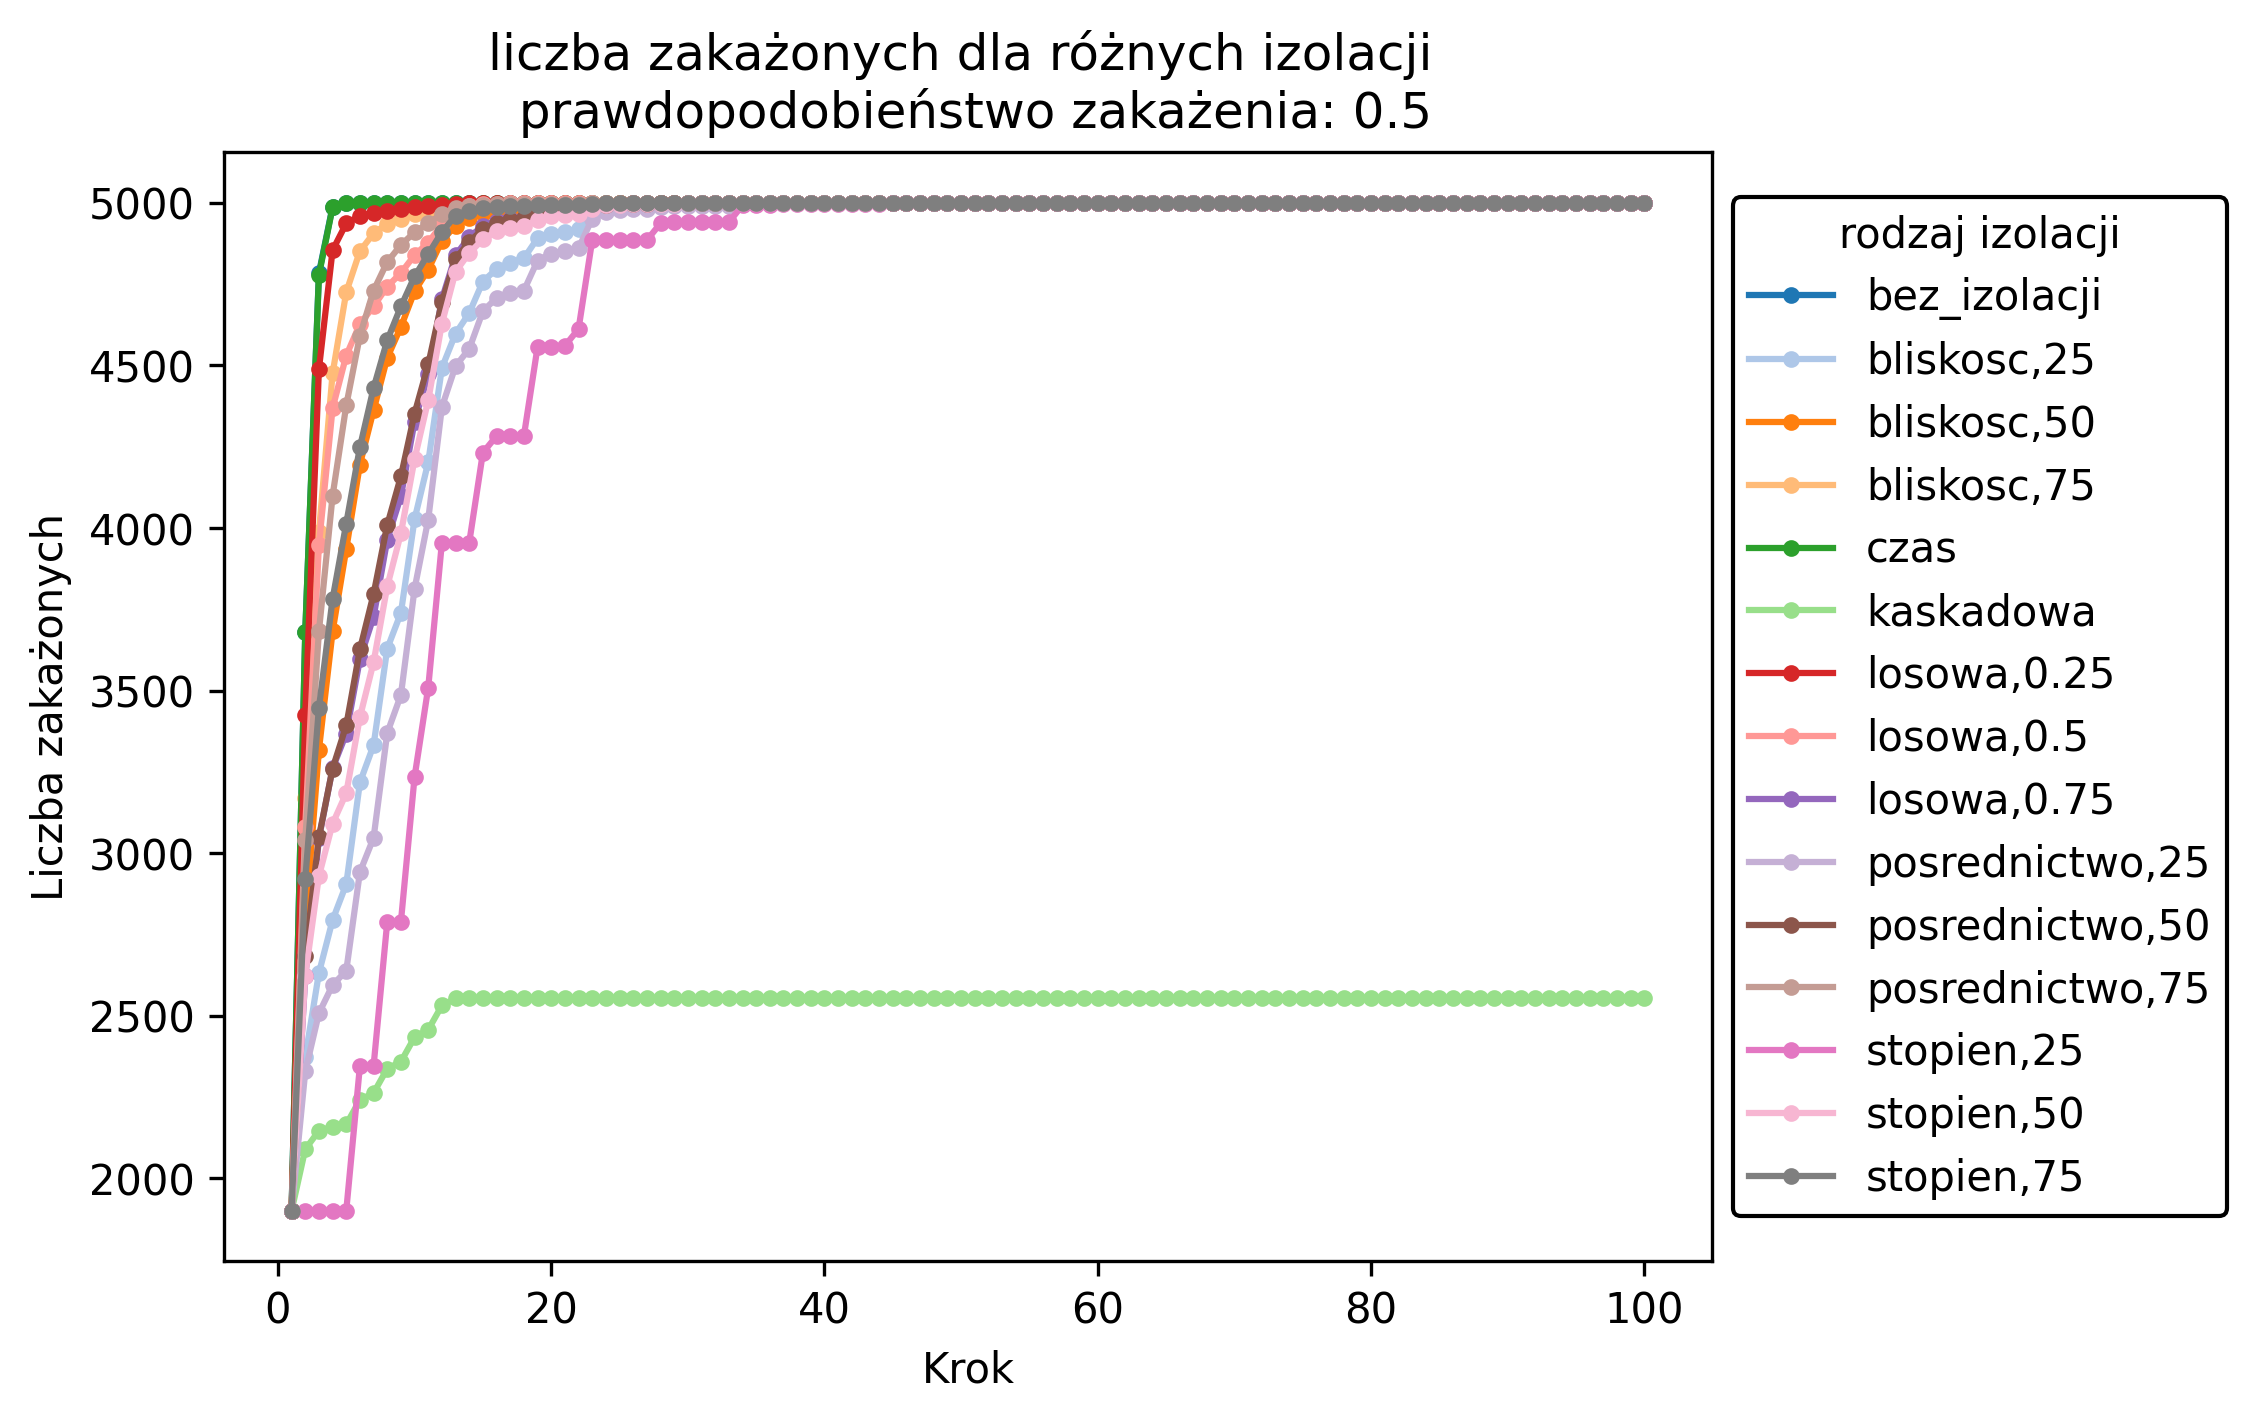 liczba zakażonych dla różnych izolacji
prawdopodobieństwo zakażenia: 0.5
5000
4500
4000
3500
3000
2500
2000
Liczba zakażonych
0
20
40
60
80
100
Krok
rodzaj izolacji
bez_izolacji
bliskosc,25
bliskosc,50
bliskosc,75
czas
kaskadowa
losowa,0.25
losowa,0.5
losowa,0.75
posrednictwo,25
posrednictwo,50
posrednictwo,75
stopien,25
stopien,50
stopien,75